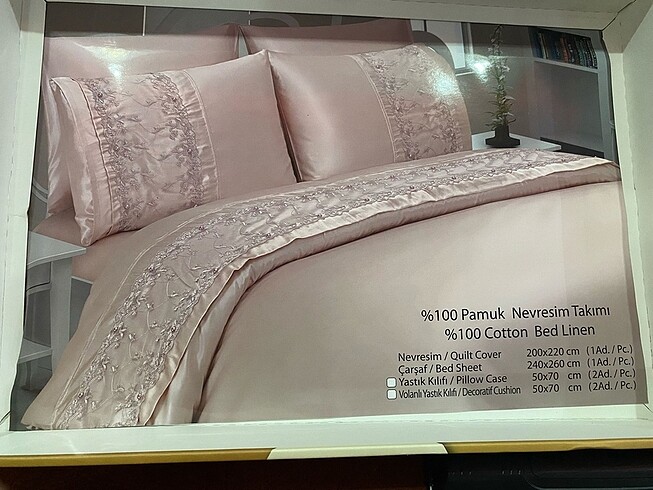 %100 Pamuk Nevresim Takımı
%100 Cotton Bed Linen
Nevresim / Quilt Cover 200x220 cm (1Ad. / Pc.)
Çarşaf / Bed Sheet 240x260 cm (1Ad. / Pc.)
Yastık Kılıfı / Pillow Case 50x70 cm (2Ad. / Pc.)
Volanlı Yastık Kılıfı / Decoratif Cushion 50x70 cm (2Ad. / Pc.)